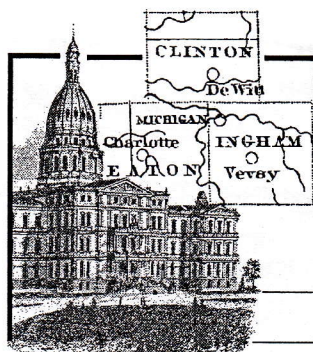 CLINTON
De Witt
MICHIGAN
Charlotte
INGHAM
EATON
Vevay